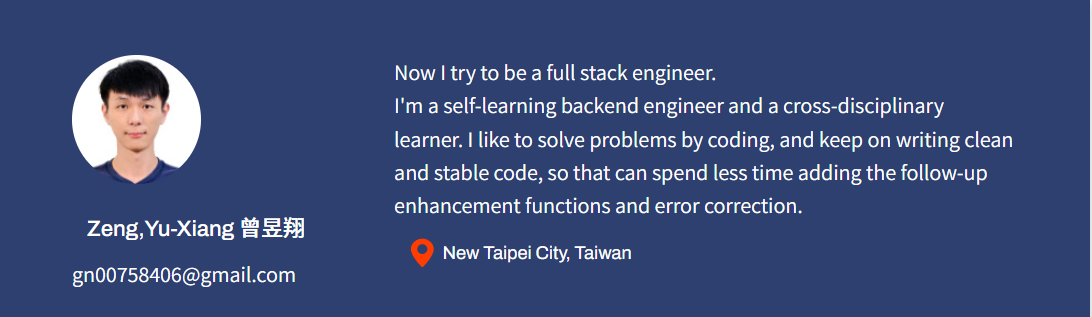 Zeng,Yu-Xiang 曾昱翔
gn00758406@gmail.com
Now I try to be a full stack engineer.
I'm a self-learning backend engineer and a cross-disciplinary
learner. I like to solve problems by coding, and keep on writing clean
and stable code, so that can spend less time adding the follow-up
enhancement functions and error correction.
New Taipei City, Taiwan